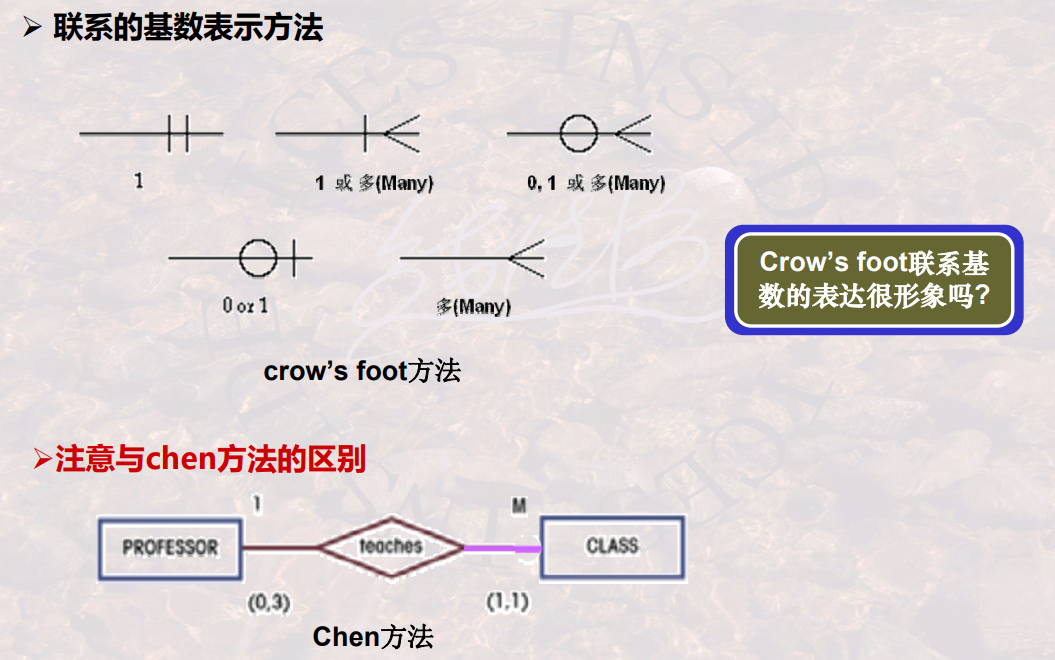 联系的基数表示方法
1
1 或 多(Many)
0, 1 或 多(Many)
0 or 1
多(Many)
Crow’s foot联系基
数的表达很形象吗?
crow’s foot方法
注意与chen方法的区别
1
M
PROFESSOR
teaches
CLASS
(0,3)
(1,1)
Chen方法